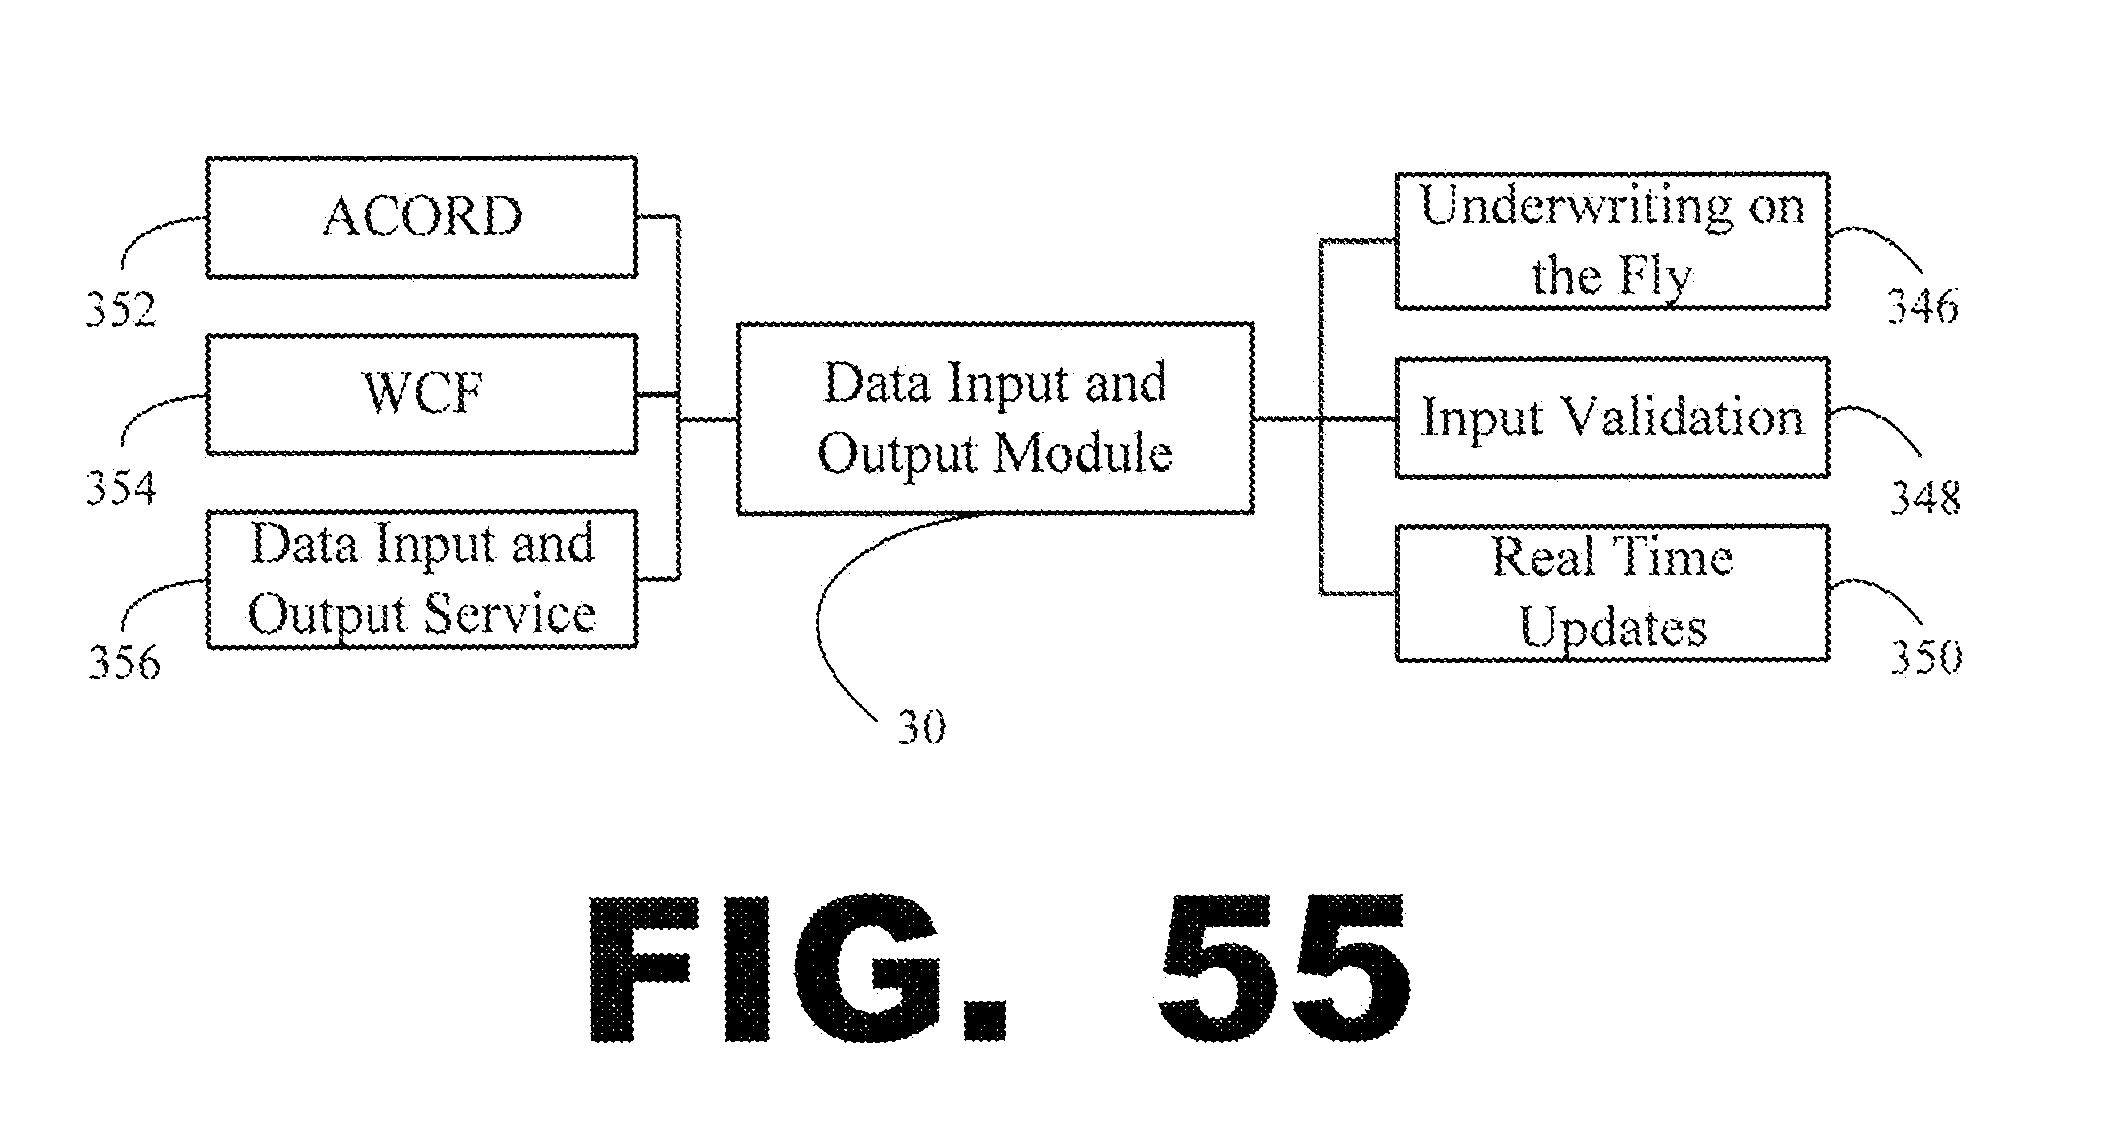 ACORD
352
WCF
354
Data Input and
Output Service
356
Data Input and
Output Module
30
Underwriting on
the Fly
346
Input Validation
348
Real Time
Updates
350
FIG. 55